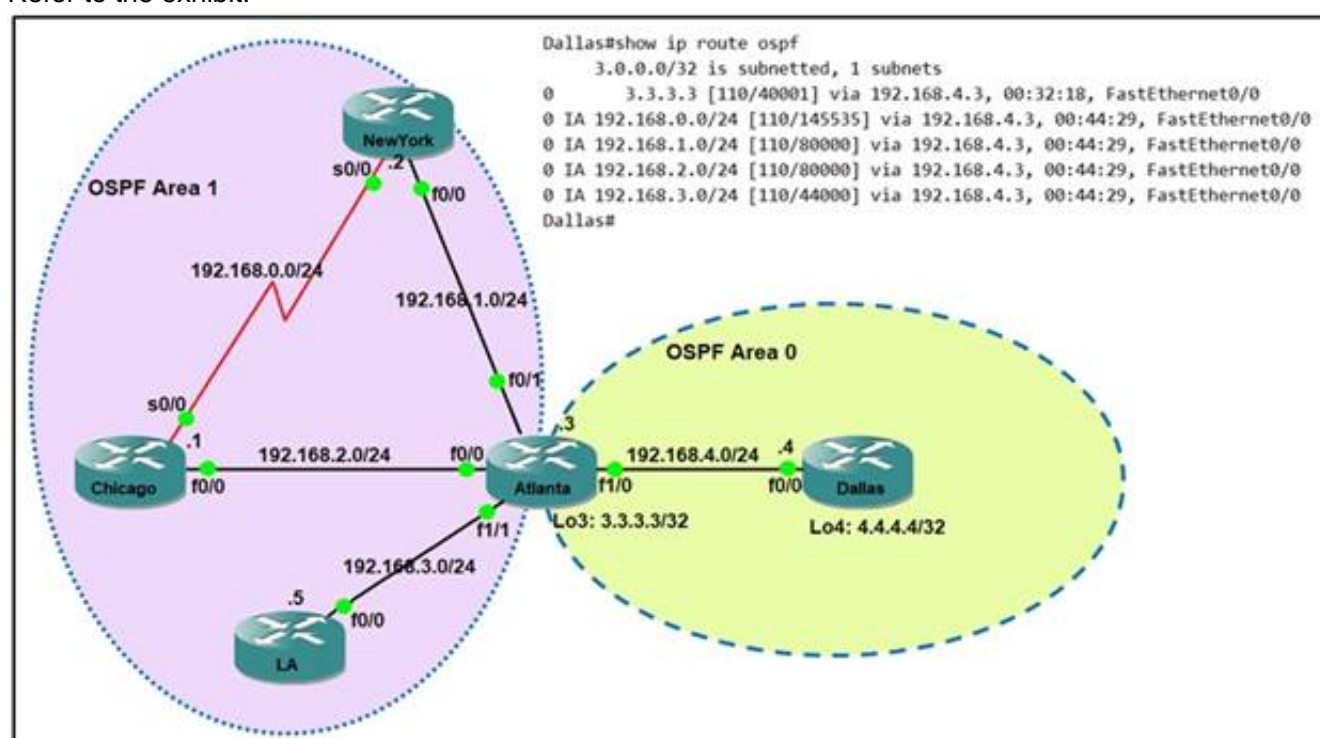 Refer to the exhibit.
Dallas#show ip route ospf
3.0.0.0/32 is subnetted, 1 subnets
O 3.3.3.3 [110/40001] via 192.168.4.3, 00:32:18, FastEthernet0/0
O IA 192.168.0.0/24 [110/145535] via 192.168.4.3, 00:44:29, FastEthernet0/0
O IA 192.168.1.0/24 [110/80000] via 192.168.4.3, 00:44:29, FastEthernet0/0
O IA 192.168.2.0/24 [110/80000] via 192.168.4.3, 00:44:29, FastEthernet0/0
O IA 192.168.3.0/24 [110/44000] via 192.168.4.3, 00:44:29, FastEthernet0/0
Dallas#
NewYork
s0/0 .2
f0/0
OSPF Area 1
192.168.0.0/24
192.168.1.0/24
OSPF Area 0
f0/1
s0/0
.1
.3
.4
192.168.2.0/24
f0/0
192.168.4.0/24
Chicago
f0/0
Atlanta
f1/0
f0/0
Dallas
f1/1
Lo3: 3.3.3.3/32
Lo4: 4.4.4.4/32
192.168.3.0/24
.5
f0/0
LA